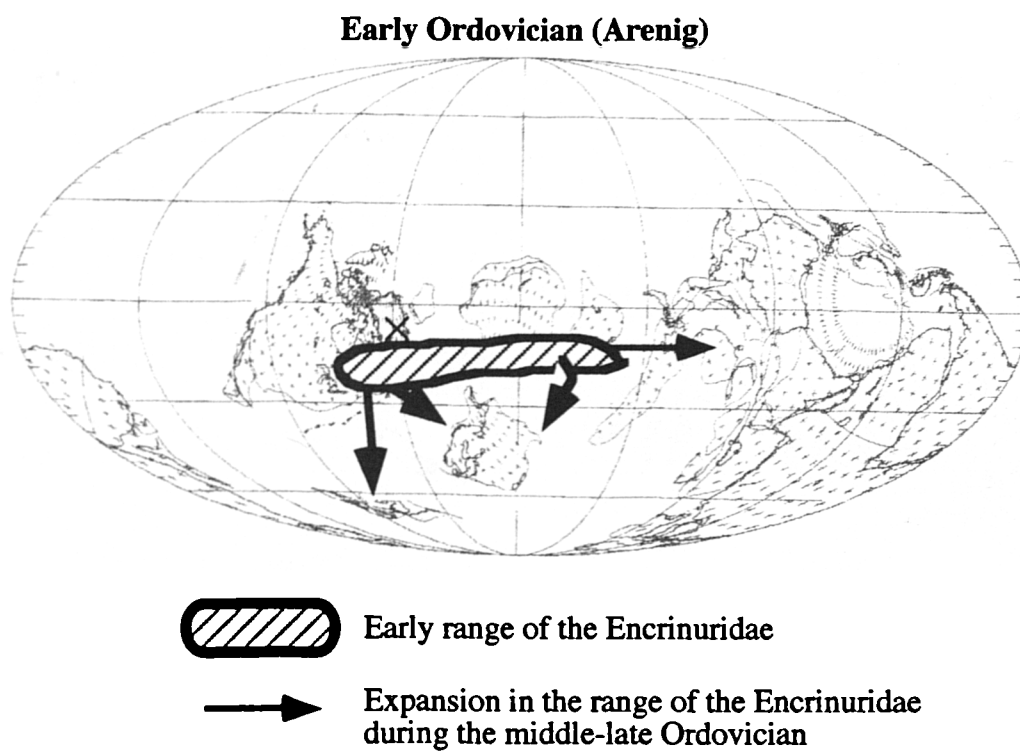 Early Ordovician (Arenig)
Early range of the Encrinuridae
Expansion in the range of the Encrinuridae
during the middle-late Ordovician